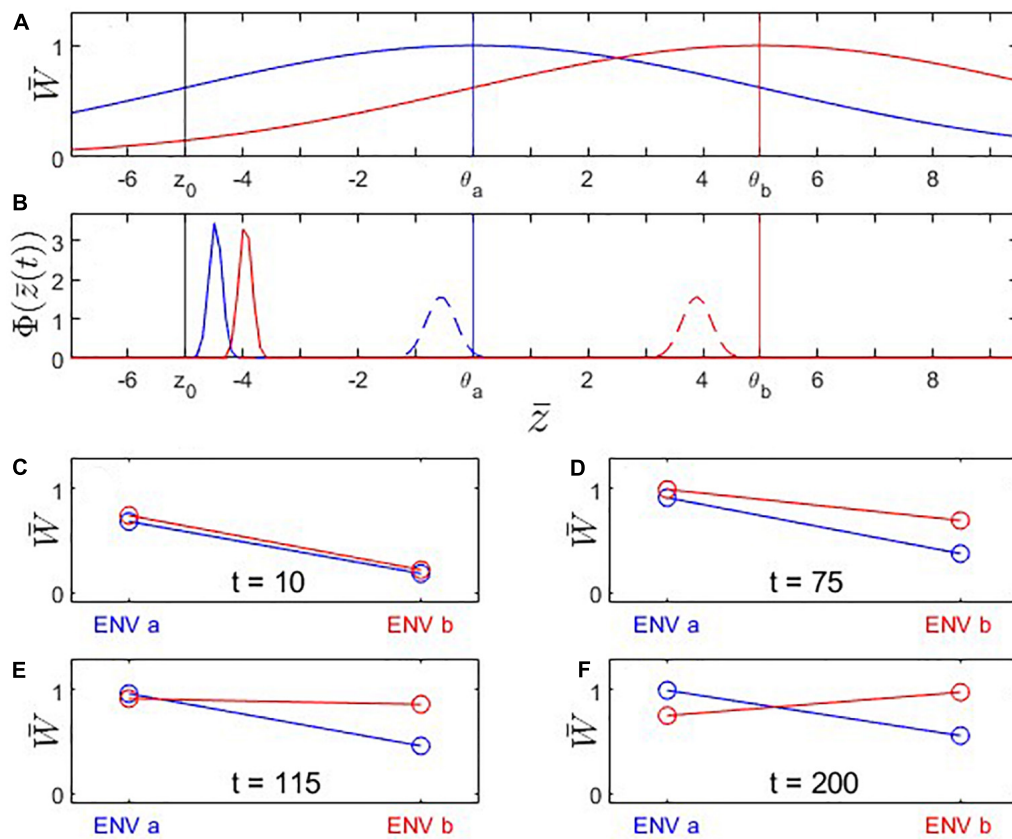 A
W̄
1
0
-6 z₀ -4 -2 θₐ 2 4 θ_b 6 8
B
Φ(z̄(t))
3
2
1
0
-6 z₀ -4 -2 θₐ 2 4 θ_b 6 8
z̄
C
W̄
1
0
t = 10
ENV a ENV b
D
W̄
1
0
t = 75
ENV a ENV b
E
W̄
1
0
t = 115
ENV a ENV b
F
W̄
1
0
t = 200
ENV a ENV b